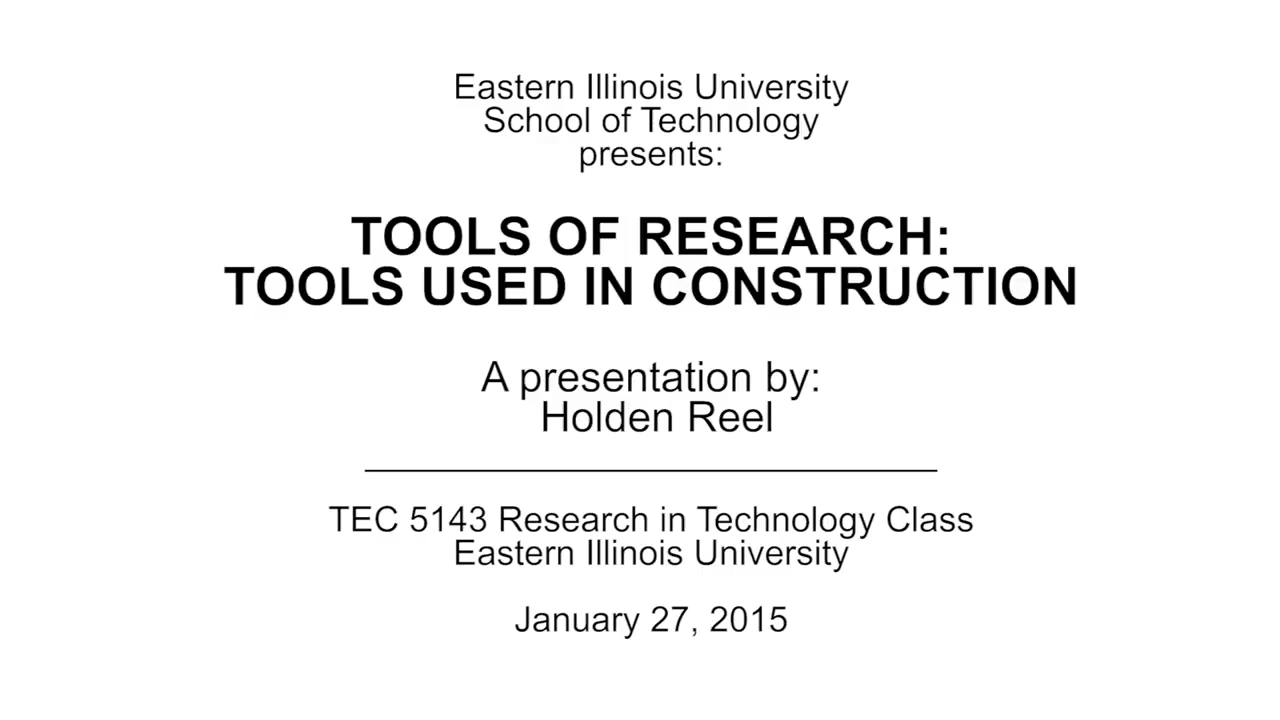 Eastern Illinois University
School of Technology
presents:
TOOLS OF RESEARCH:
TOOLS USED IN CONSTRUCTION
A presentation by:
Holden Reel
TEC 5143 Research in Technology Class
Eastern Illinois University
January 27, 2015